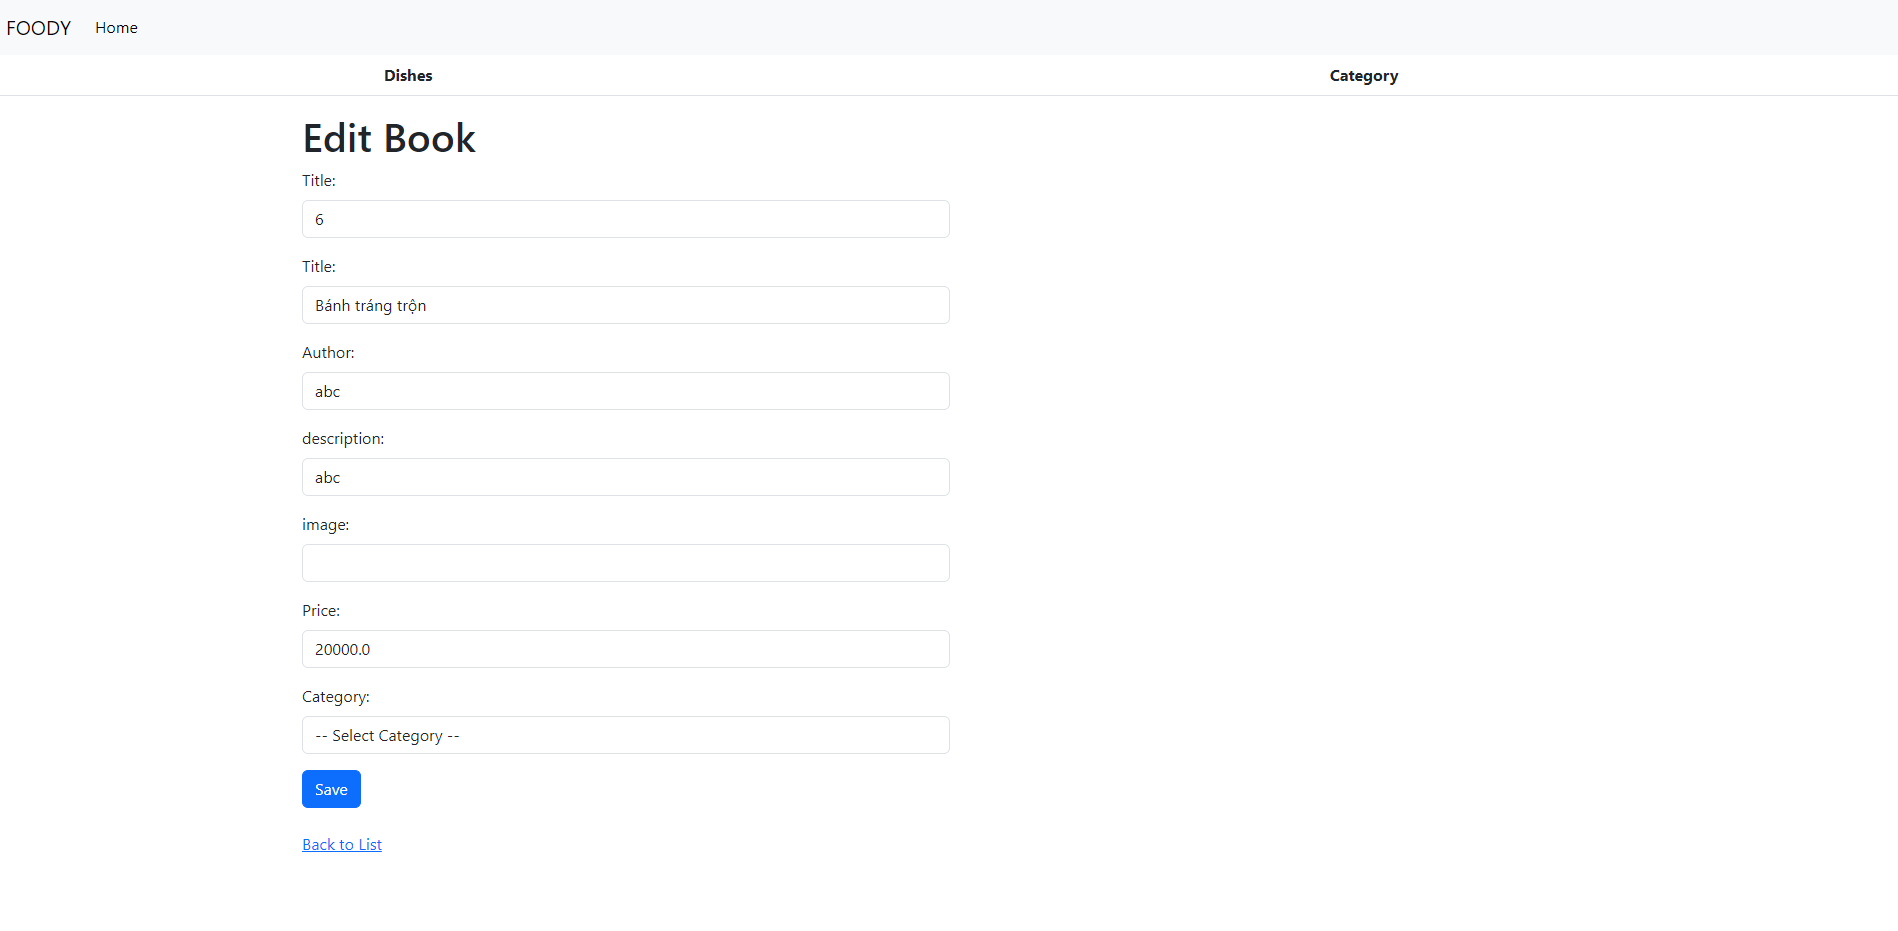 FOODY Home
Dishes Category
Edit Book
Title:
6
Title:
Bánh tráng trộn
Author:
abc
description:
abc
image:
Price:
20000.0
Category:
-- Select Category --
Save
Back to List